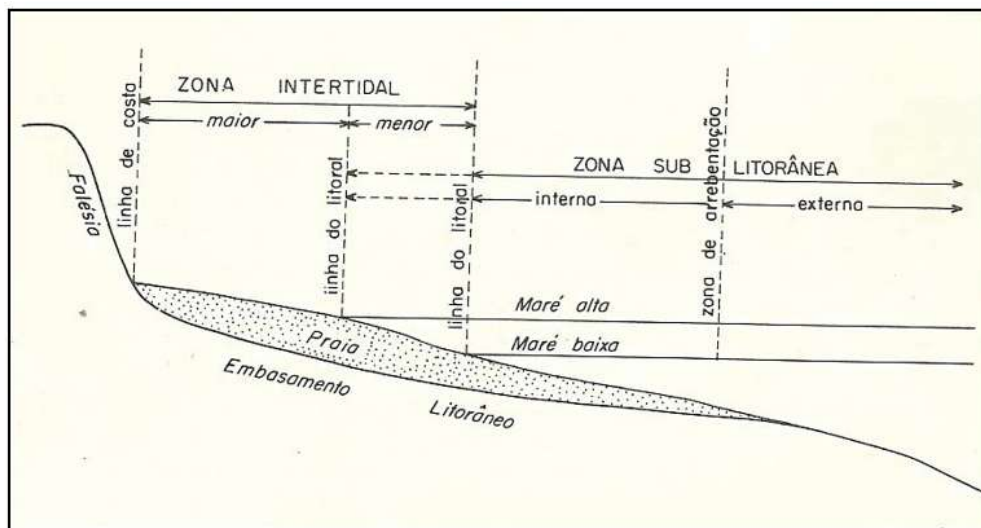 ZONA INTERTIDAL
maior
menor
linha de costa
Falésia
linha do litoral
linha do litoral
zona de arrebentação
ZONA SUB LITORÂNEA
interna
externa
Maré alta
Maré baixa
Praia
Embasamento Litorâneo